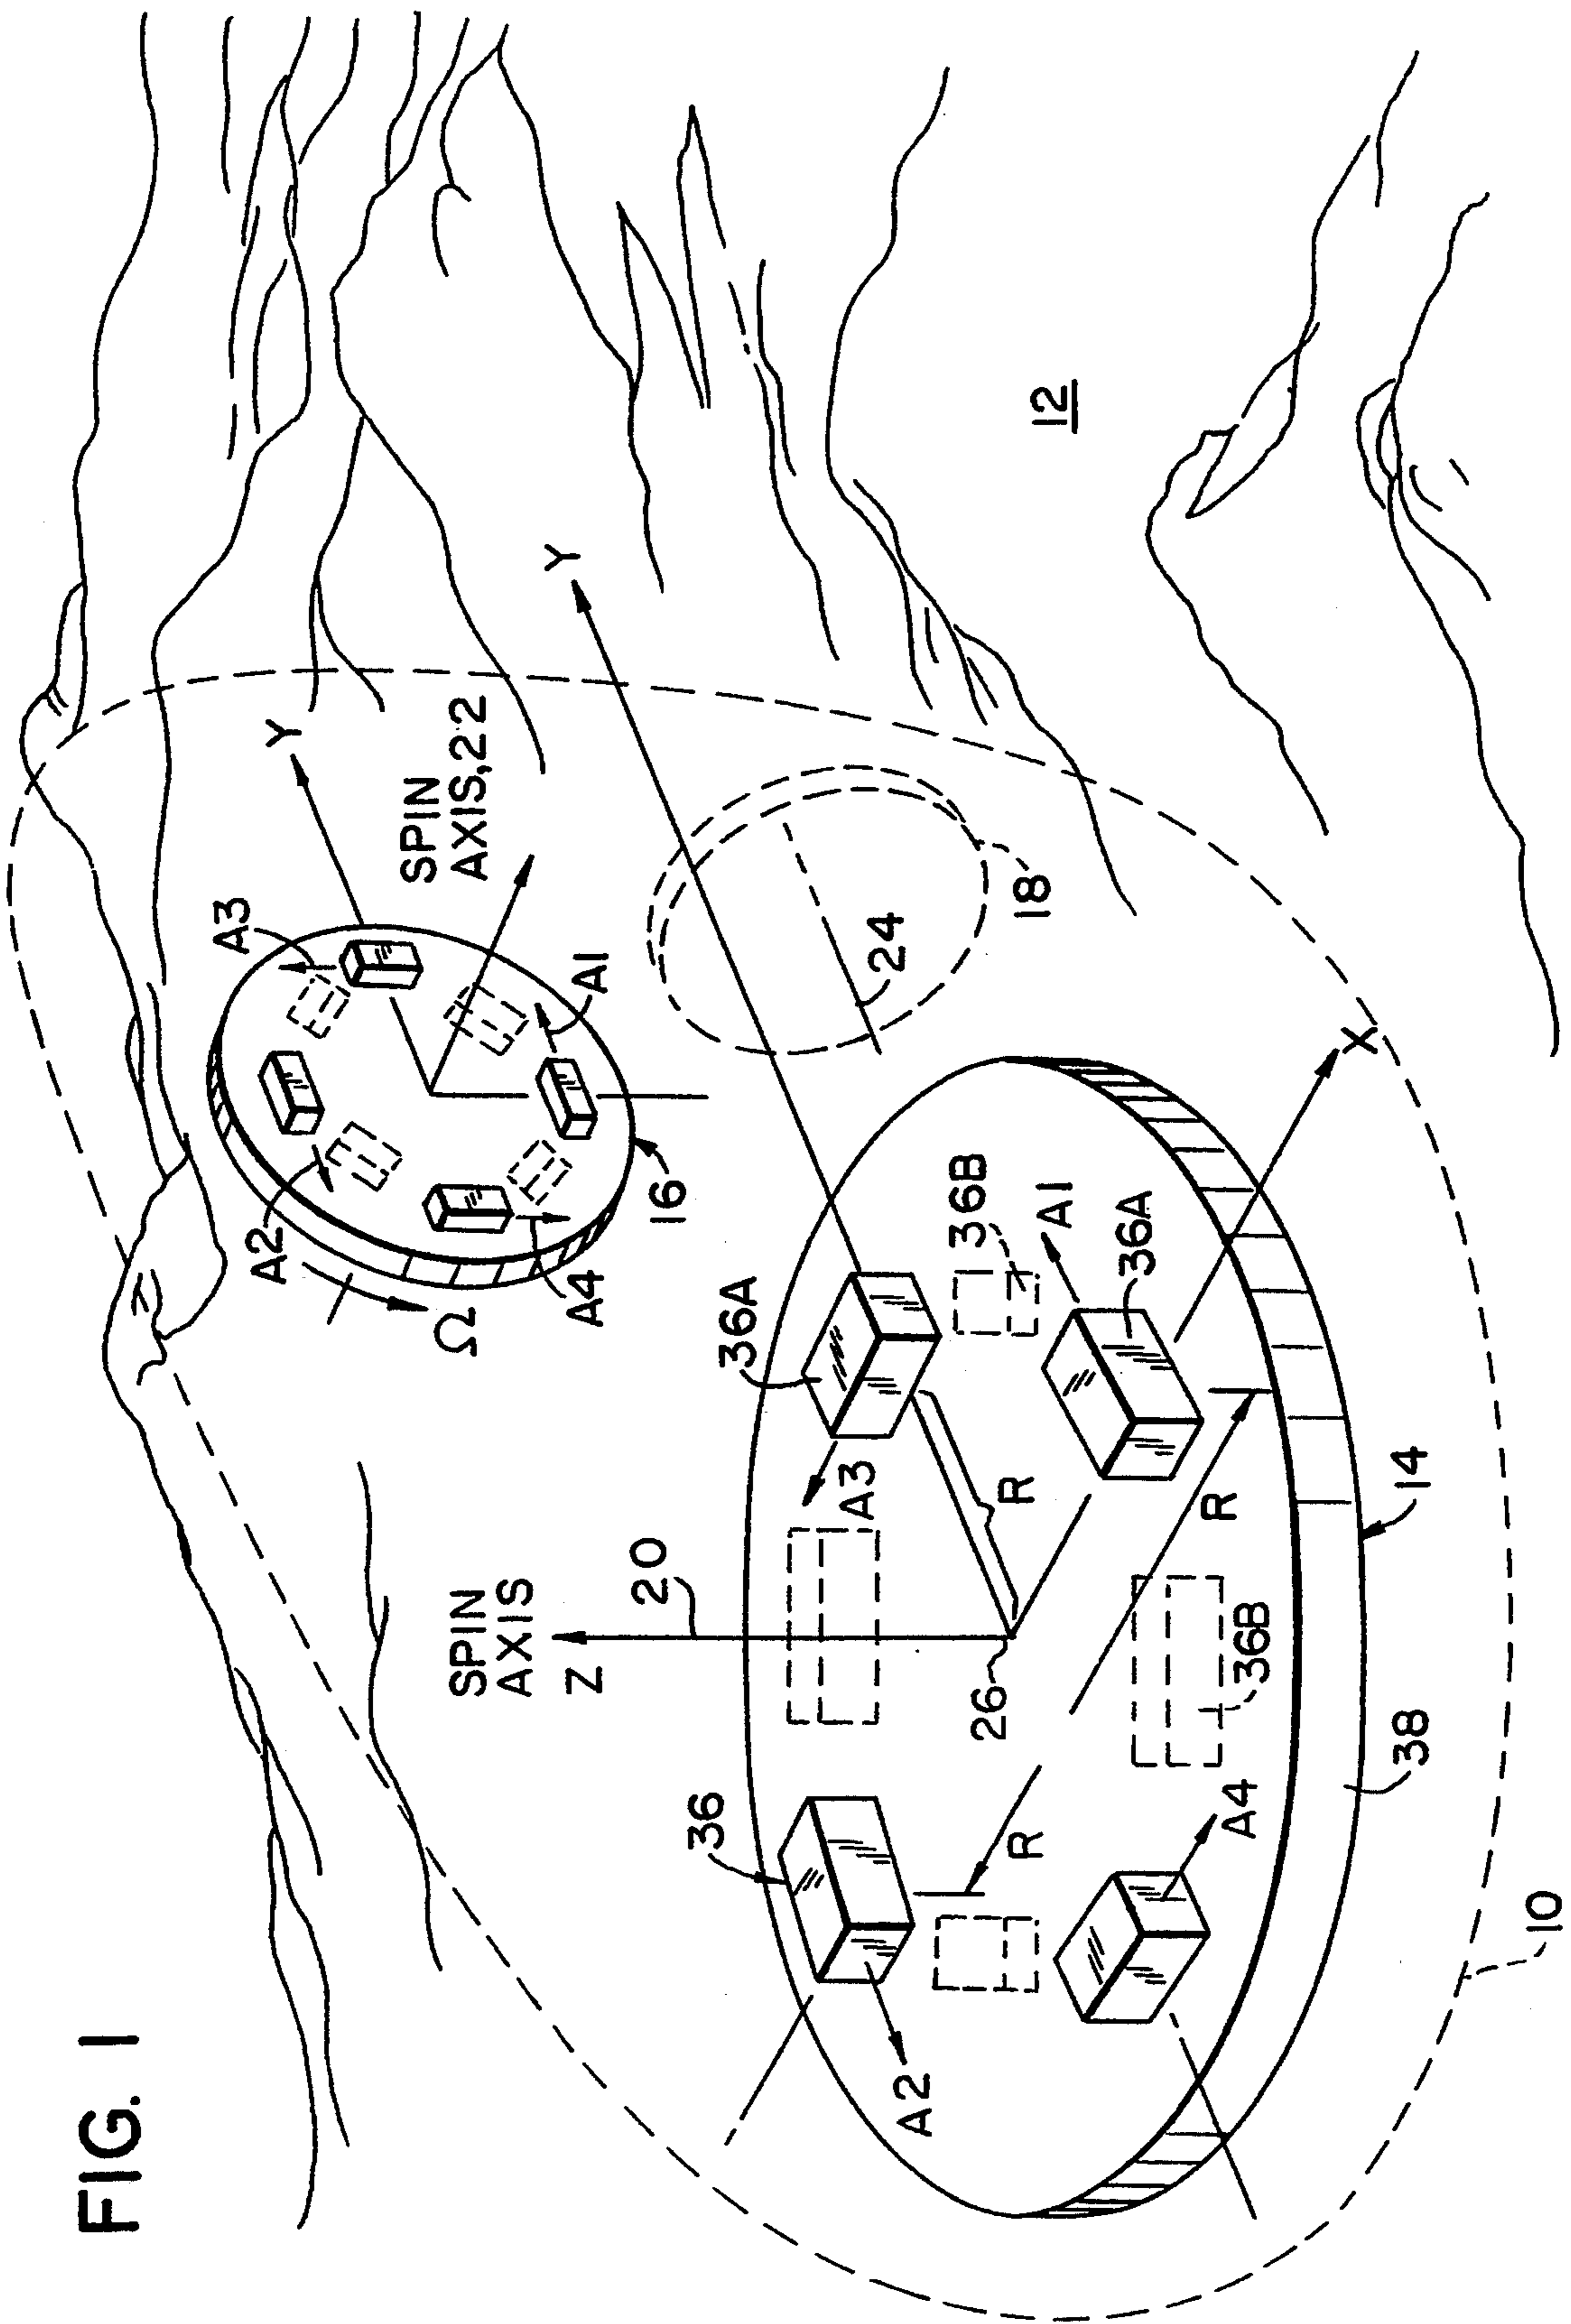 FIG. 1
Y
SPIN
AXIS, 22
A3
A1
A2
A4
Ω
16
Y
12
18
24
SPIN
AXIS
Z
20
36A
36B
A1
36A
X
A3
R
R
26
36
R
36B
14
A2
A4
38
10